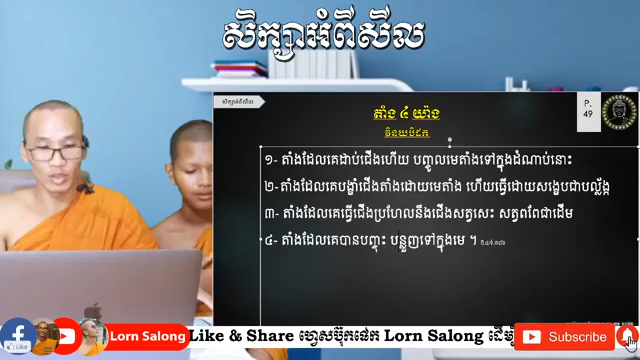 សិក្សាអំពីសីល
សិក្សាអំពីសីល
តាំង ៤ យ៉ាង
P.
49
វិនយបិដក
១- តាំងដែលគេដាប់ជើងហើយ បញ្ចូលមេតាំងទៅក្នុងដំណាប់នោះ
២-តាំងដែលគេបង្ខាំជើងតាំងដោយមេតាំង ហើយធ្វើដោយសង្ខេបជាបល្ល័ង្ក
៣- តាំងដែលគេធ្វើជើងប្រហែលនឹងជើងសត្វសេះ សត្វពពែជាដើម
៤- តាំងដែលគេបានបញ្ចុះ បន្លួញទៅក្នុងមេ ។
Like
Lorn Salong
Like & Share ហ្វេសប៊ុកផេក Lorn Salong ដើម្បី
Subscribe